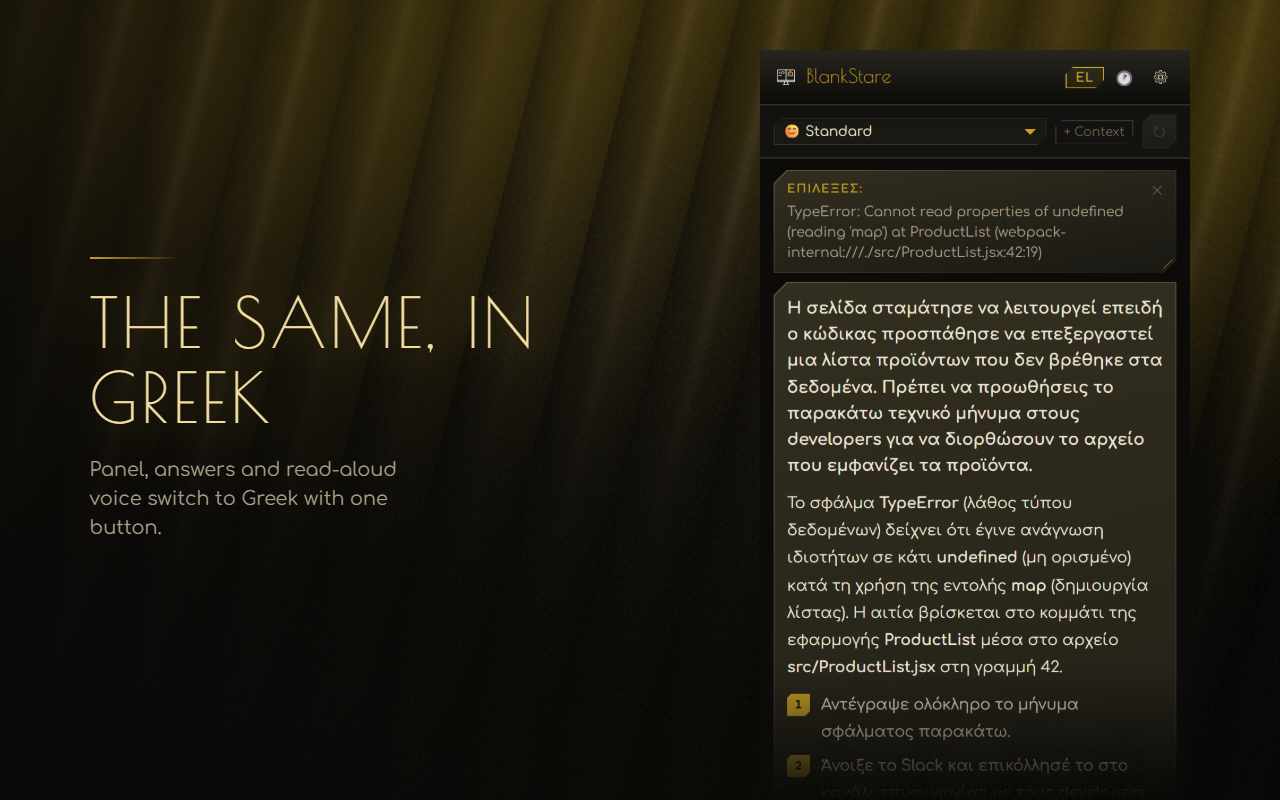 THE SAME, IN
GREEK
Panel, answers and read-aloud
voice switch to Greek with one
button.
BlankStare
EL
😊 Standard
+ Context
ΕΠΙΛΕΞΕΣ:
TypeError: Cannot read properties of undefined
(reading 'map') at ProductList (webpack-
internal:///./src/ProductList.jsx:42:19)
Η σελίδα σταμάτησε να λειτουργεί επειδή
ο κώδικας προσπάθησε να επεξεργαστεί
μια λίστα προϊόντων που δεν βρέθηκε στα
δεδομένα. Πρέπει να προωθήσεις το
παρακάτω τεχνικό μήνυμα στους
developers για να διορθώσουν το αρχείο
που εμφανίζει τα προϊόντα.
Το σφάλμα TypeError (λάθος τύπου
δεδομένων) δείχνει ότι έγινε ανάγνωση
ιδιοτήτων σε κάτι undefined (μη ορισμένο)
κατά τη χρήση της εντολής map (δημιουργία
λίστας). Η αιτία βρίσκεται στο κομμάτι της
εφαρμογής ProductList μέσα στο αρχείο
src/ProductList.jsx στη γραμμή 42.
1 Αντέγραψε ολόκληρο το μήνυμα
σφάλματος παρακάτω.
2 Άνοιξε το Slack και επικόλλησέ το στο
κανάλι επικοινωνίας με τους developers